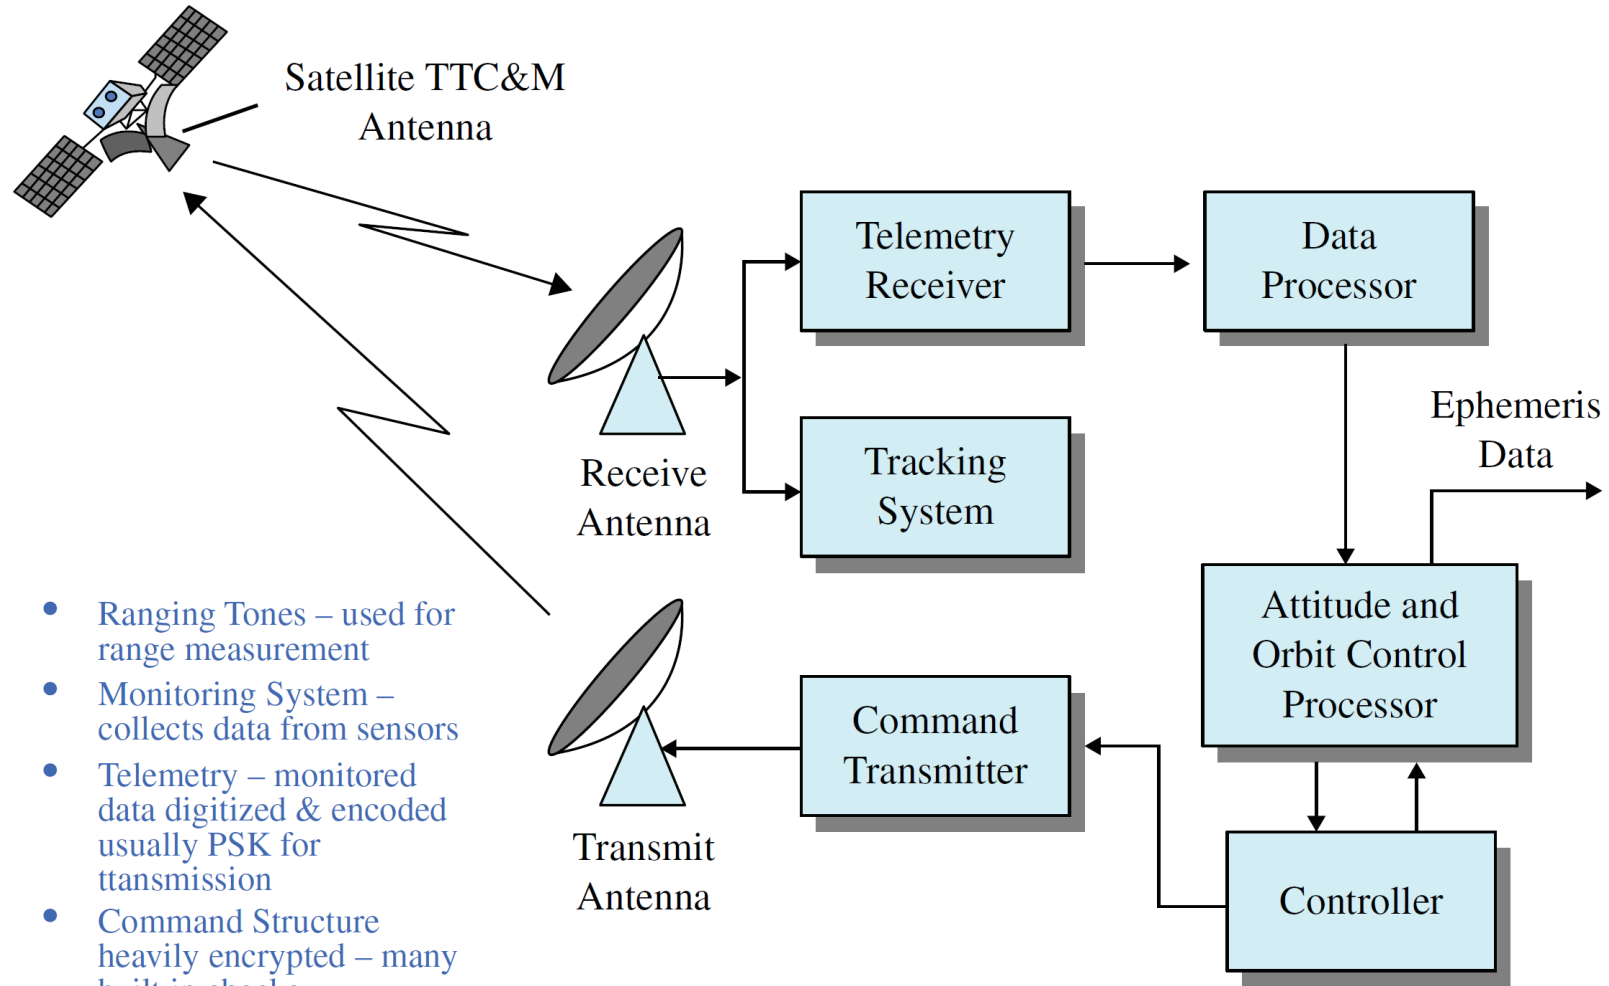 Satellite TTC&M
Antenna
Telemetry
Receiver
Data
Processor
Ephemeris
Data
Receive
Antenna
Tracking
System
Attitude and
Orbit Control
Processor
Command
Transmitter
Transmit
Antenna
Controller
• Ranging Tones – used for
range measurement
• Monitoring System –
collects data from sensors
• Telemetry – monitored
data digitized & encoded
usually PSK for
ttansmission
• Command Structure
heavily encrypted – many